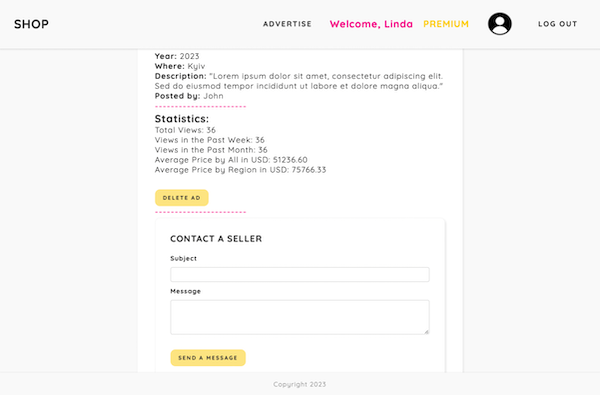 SHOP
ADVERTISE
Welcome, Linda
PREMIUM
LOG OUT
Year: 2023
Where: Kyiv
Description: "Lorem ipsum dolor sit amet, consectetur adipiscing elit.
Sed do eiusmod tempor incididunt ut labore et dolore magna aliqua."
Posted by: John
-----------------------
Statistics:
Total Views: 36
Views in the Past Week: 36
Views in the Past Month: 36
Average Price by All in USD: 51236.60
Average Price by Region in USD: 75766.33
DELETE AD
-----------------------
CONTACT A SELLER
Subject
Message
SEND A MESSAGE
Copyright 2023